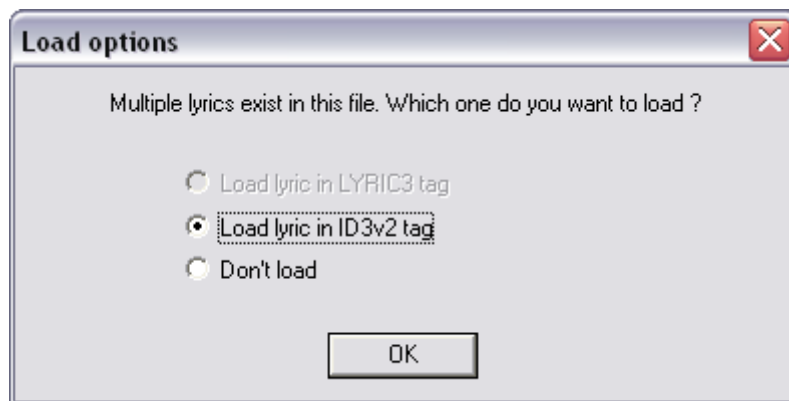 Load options
Multiple lyrics exist in this file. Which one do you want to load ?
Load lyric in LYRIC3 tag
Load lyric in ID3v2 tag
Don't load
OK